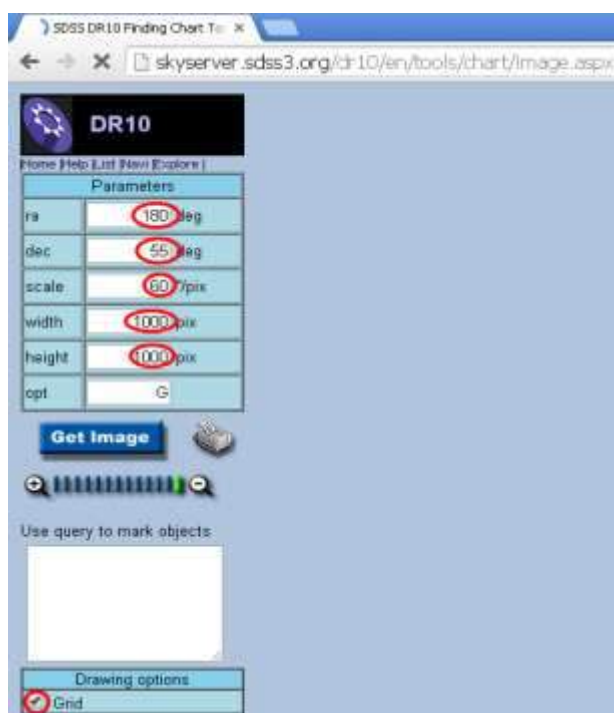 SDSS DR10 Finding Chart To
skyserver.sdss3.org/dr10/en/tools/chart/image.aspx
DR10
Home |Help |List |Navi |Explore |
Parameters
ra 180 deg
dec 55 deg
scale 60 "/pix
width 1000 pix
height 1000 pix
opt G
Get Image
Use query to mark objects
Drawing options
Grid